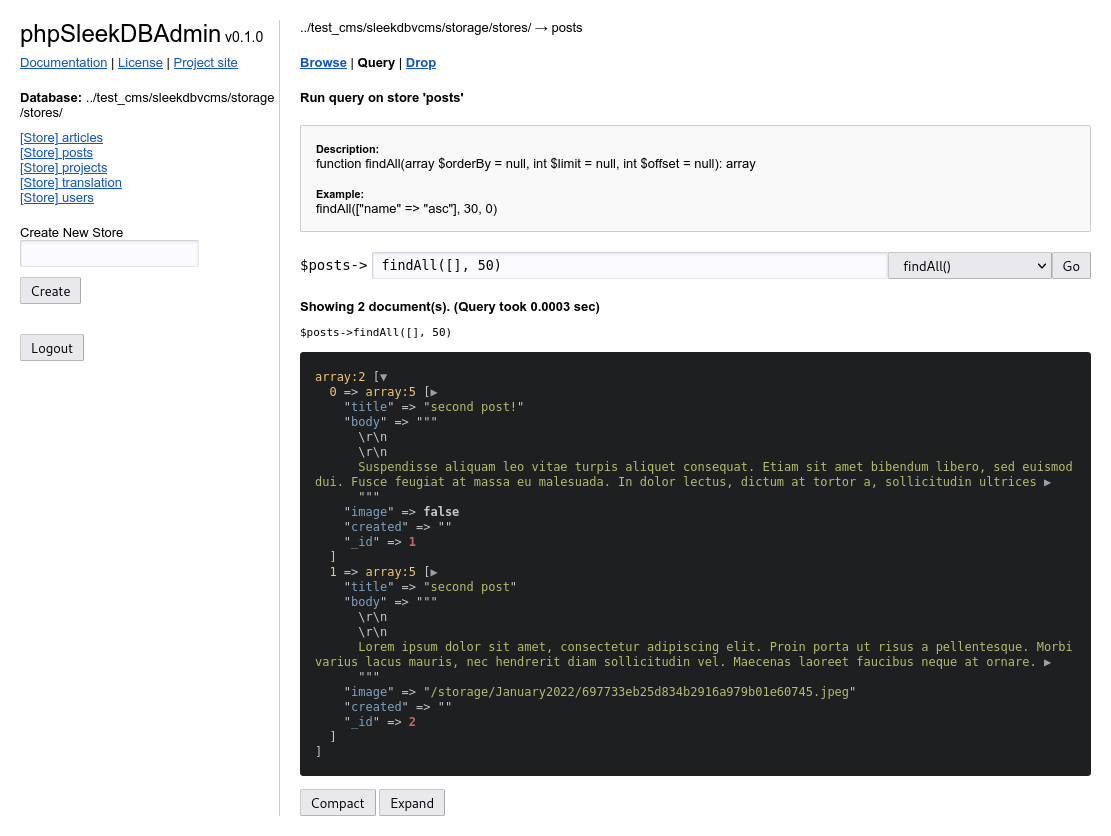 phpSleekDBAdmin v0.1.0
Documentation | License | Project site
Database: ../test_cms/sleekdbvcms/storage
/stores/
[Store] articles
[Store] posts
[Store] projects
[Store] translation
[Store] users
Create New Store
Create
Logout
../test_cms/sleekdbvcms/storage/stores/ → posts
Browse | Query | Drop
Run query on store 'posts'
Description:
function findAll(array $orderBy = null, int $limit = null, int $offset = null): array
Example:
findAll(["name" => "asc"], 30, 0)
$posts-> findAll([], 50) findAll() Go
Showing 2 document(s). (Query took 0.0003 sec)
$posts->findAll([], 50)
array:2 [▼
  0 => array:5 [▶
    "title" => "second post!"
    "body" => """
      \r\n
      \r\n
      Suspendisse aliquam leo vitae turpis aliquet consequat. Etiam sit amet bibendum libero, sed euismod
dui. Fusce feugiat at massa eu malesuada. In dolor lectus, dictum at tortor a, sollicitudin ultrices ▶
      """
    "image" => false
    "created" => ""
    "_id" => 1
  ]
  1 => array:5 [▶
    "title" => "second post"
    "body" => """
      \r\n
      \r\n
      Lorem ipsum dolor sit amet, consectetur adipiscing elit. Proin porta ut risus a pellentesque. Morbi
varius lacus mauris, nec hendrerit diam sollicitudin vel. Maecenas laoreet faucibus neque at ornare. ▶
      """
    "image" => "/storage/January2022/697733eb25d834b2916a979b01e60745.jpeg"
    "created" => ""
    "_id" => 2
  ]
]
Compact Expand